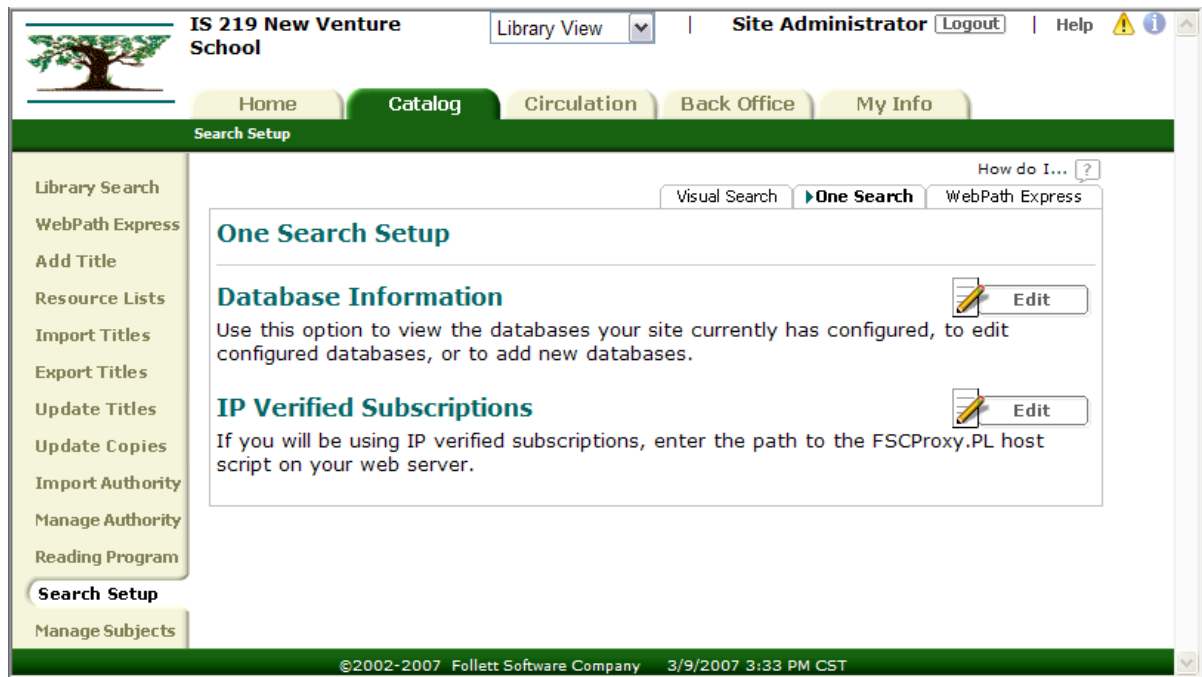 IS 219 New Venture School
Library View
|
Site Administrator
Logout
|
Help
Home
Catalog
Circulation
Back Office
My Info
Search Setup
Library Search
WebPath Express
Add Title
Resource Lists
Import Titles
Export Titles
Update Titles
Update Copies
Import Authority
Manage Authority
Reading Program
Search Setup
Manage Subjects
How do I... ?
Visual Search
One Search
WebPath Express
One Search Setup
Database Information
Edit
Use this option to view the databases your site currently has configured, to edit
configured databases, or to add new databases.
IP Verified Subscriptions
Edit
If you will be using IP verified subscriptions, enter the path to the FSCProxy.PL host
script on your web server.
©2002-2007 Follett Software Company 3/9/2007 3:33 PM CST